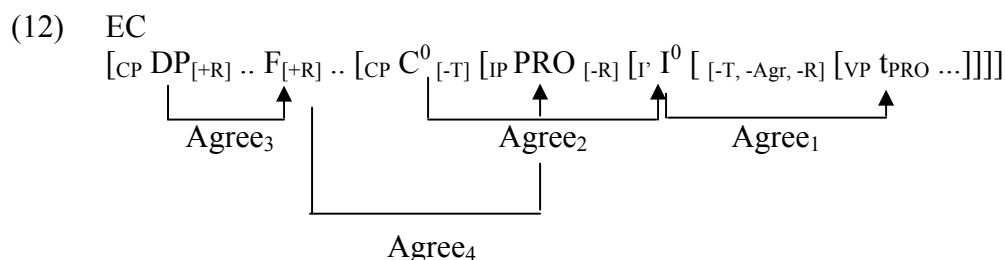 (12) EC
[CP DP[+R] .. F[+R] .. [CP C0 [-T] [IP PRO [-R] [I' I0 [ [-T, -Agr, -R] [VP tPRO ...]]]]
Agree3 Agree2 Agree1
Agree4